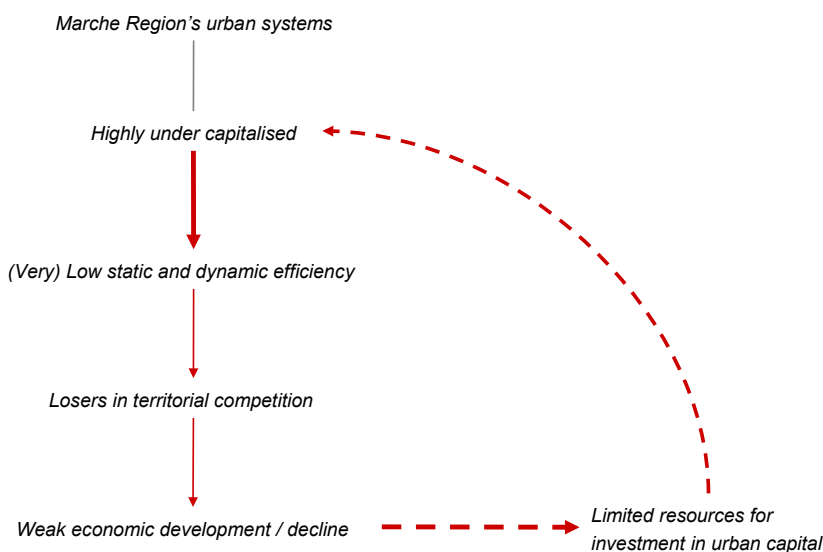 Marche Region's urban systems
Highly under capitalised
(Very) Low static and dynamic efficiency
Losers in territorial competition
Weak economic development / decline
Limited resources for
investment in urban capital